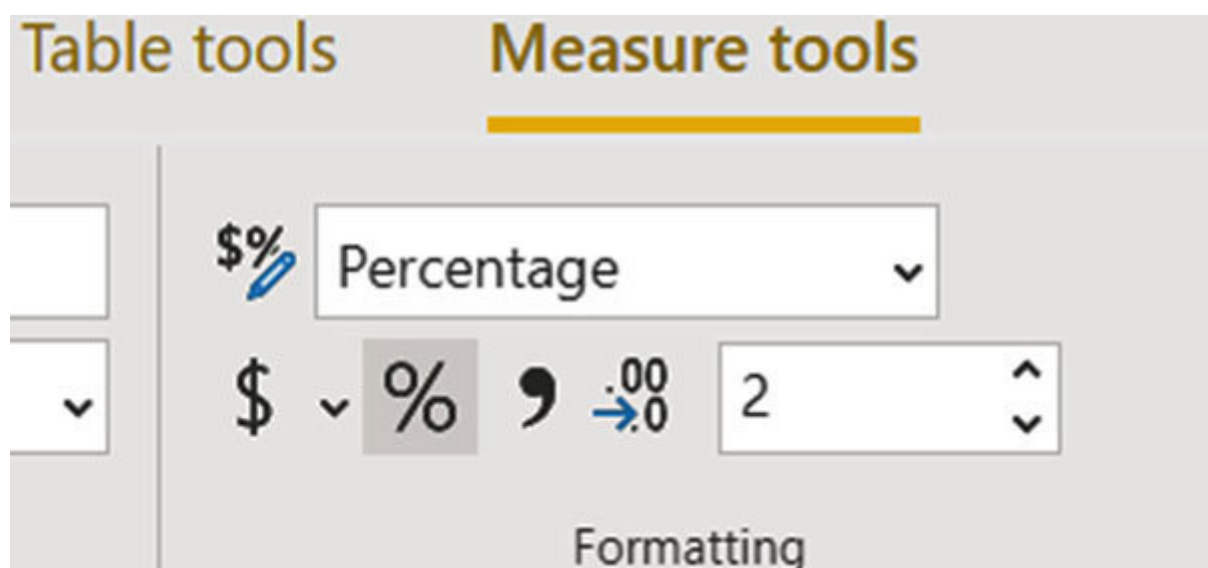 Table tools Measure tools
$% Percentage
$ % , .00
.0 2
Formatting